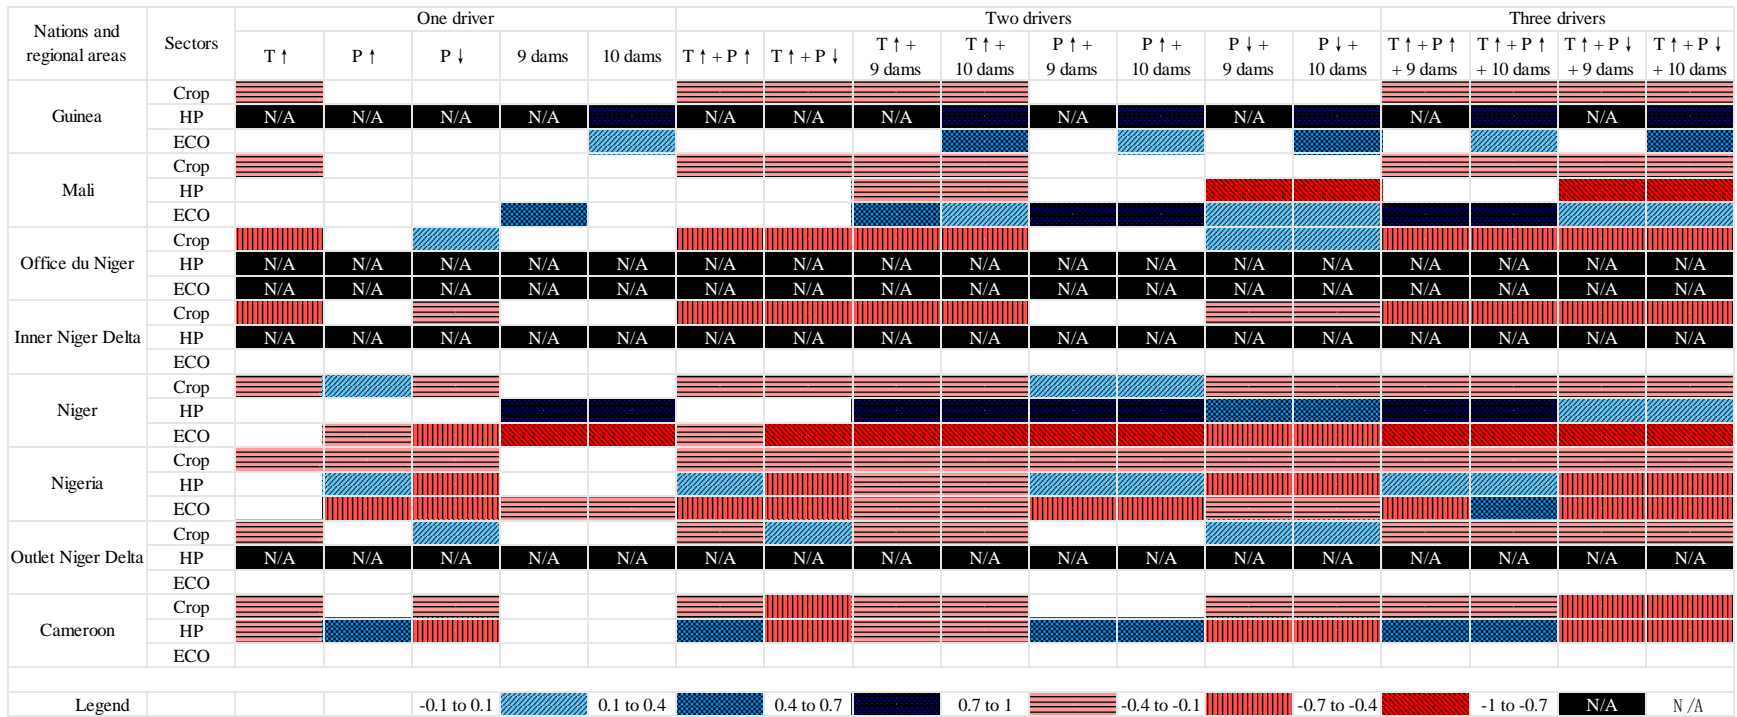 One driver Two drivers Three drivers
Nations and
regional areas
Sectors
T ↑ P ↑ P ↓ 9 dams 10 dams T ↑ + P ↑ T ↑ + P ↓ T ↑ + T ↑ + P ↑ + P ↑ + P ↓ + P ↓ + T ↑ + P ↑ T ↑ + P ↑ T ↑ + P ↓ T ↑ + P ↓
9 dams 10 dams 9 dams 10 dams 9 dams 10 dams + 9 dams + 10 dams + 9 dams + 10 dams
Crop
Guinea HP N/A N/A N/A N/A N/A N/A N/A N/A N/A N/A N/A
ECO
Crop
Mali HP
ECO
Crop
Office du Niger HP N/A N/A N/A N/A N/A N/A N/A N/A N/A N/A N/A N/A N/A N/A N/A N/A N/A
ECO N/A N/A N/A N/A N/A N/A N/A N/A N/A N/A N/A N/A N/A N/A N/A N/A N/A
Crop
Inner Niger Delta HP N/A N/A N/A N/A N/A N/A N/A N/A N/A N/A N/A N/A N/A N/A N/A N/A N/A
ECO
Crop
Niger HP
ECO
Crop
Nigeria HP
ECO
Crop
Outlet Niger Delta HP N/A N/A N/A N/A N/A N/A N/A N/A N/A N/A N/A N/A N/A N/A N/A N/A N/A
ECO
Crop
Cameroon HP
ECO
Legend -0.1 to 0.1 0.1 to 0.4 0.4 to 0.7 0.7 to 1 -0.4 to -0.1 -0.7 to -0.4 -1 to -0.7 N/A N/A